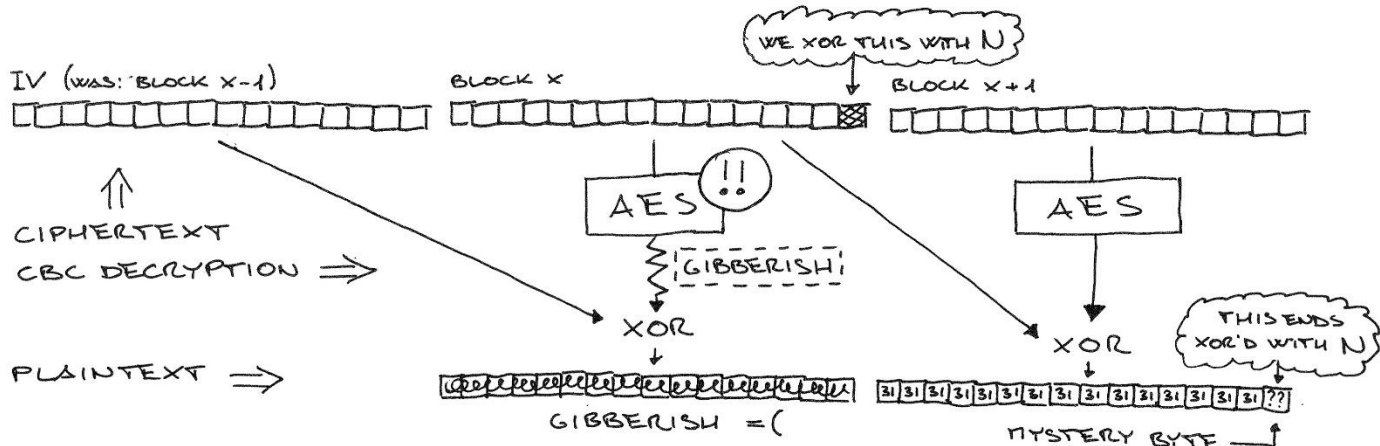 WE XOR THIS WITH N
IV (WAS: BLOCK X-1)
BLOCK X
BLOCK X+1
AES
!!
AES
CIPHERTEXT
CBC DECRYPTION ⇒
GIBBERISH
XOR
XOR
THIS ENDS
XOR'D WITH N
PLAINTEXT ⇒
31 31 31 31 31 31 31 31 31 31 31 31 31 31 31 ??
GIBBERISH =(
MYSTERY BYTE